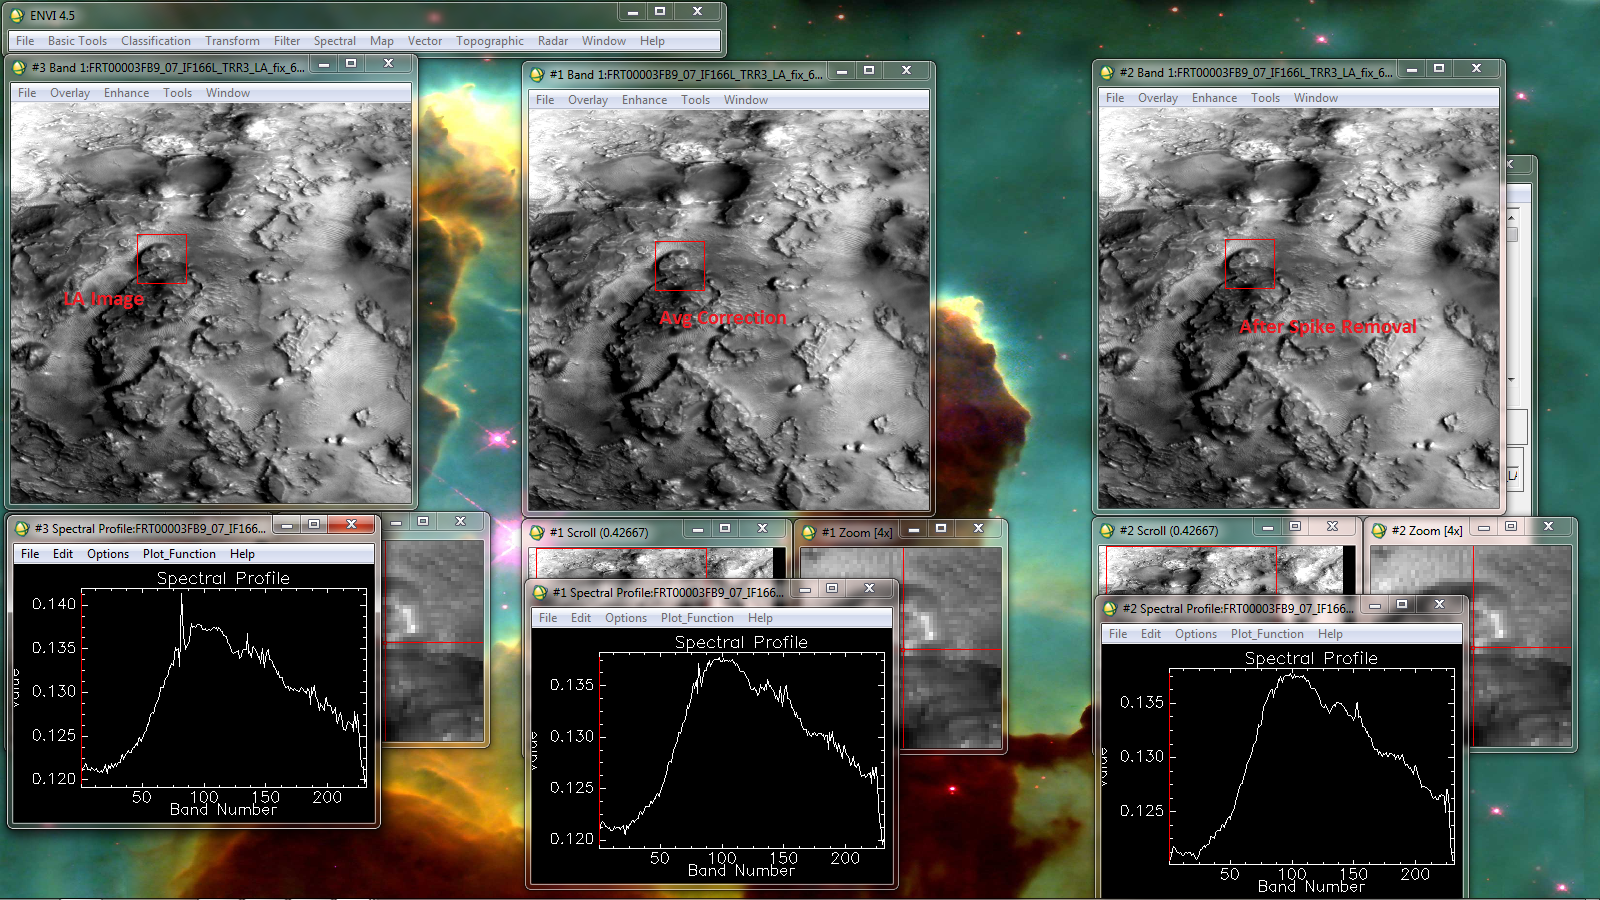 ENVI 4.5
File Basic Tools Classification Transform Filter Spectral Map Vector Topographic Radar Window Help
#3 Band 1:FRT00003FB9_07_IF166L_TRR3_LA_fix_6...
File Overlay Enhance Tools Window
LA Image
#1 Band 1:FRT00003FB9_07_IF166L_TRR3_LA_fix_6...
File Overlay Enhance Tools Window
Avg Correction
#2 Band 1:FRT00003FB9_07_IF166L_TRR3_LA_fix_6...
File Overlay Enhance Tools Window
After Spike Removal
#3 Spectral Profile:FRT00003FB9_07_IF166...
File Edit Options Plot_Function Help
Spectral Profile
0.140
0.135
0.130
0.125
0.120
Value
50 100 150 200
Band Number
#1 Scroll (0.42667)
#1 Zoom [4x]
#1 Spectral Profile:FRT00003FB9_07_IF166...
File Edit Options Plot_Function Help
Spectral Profile
0.135
0.130
0.125
0.120
Value
50 100 150 200
Band Number
#2 Scroll (0.42667)
#2 Zoom [4x]
#2 Spectral Profile:FRT00003FB9_07_IF166...
File Edit Options Plot_Function Help
Spectral Profile
0.135
0.130
0.125
Value
50 100 150 200
Band Number